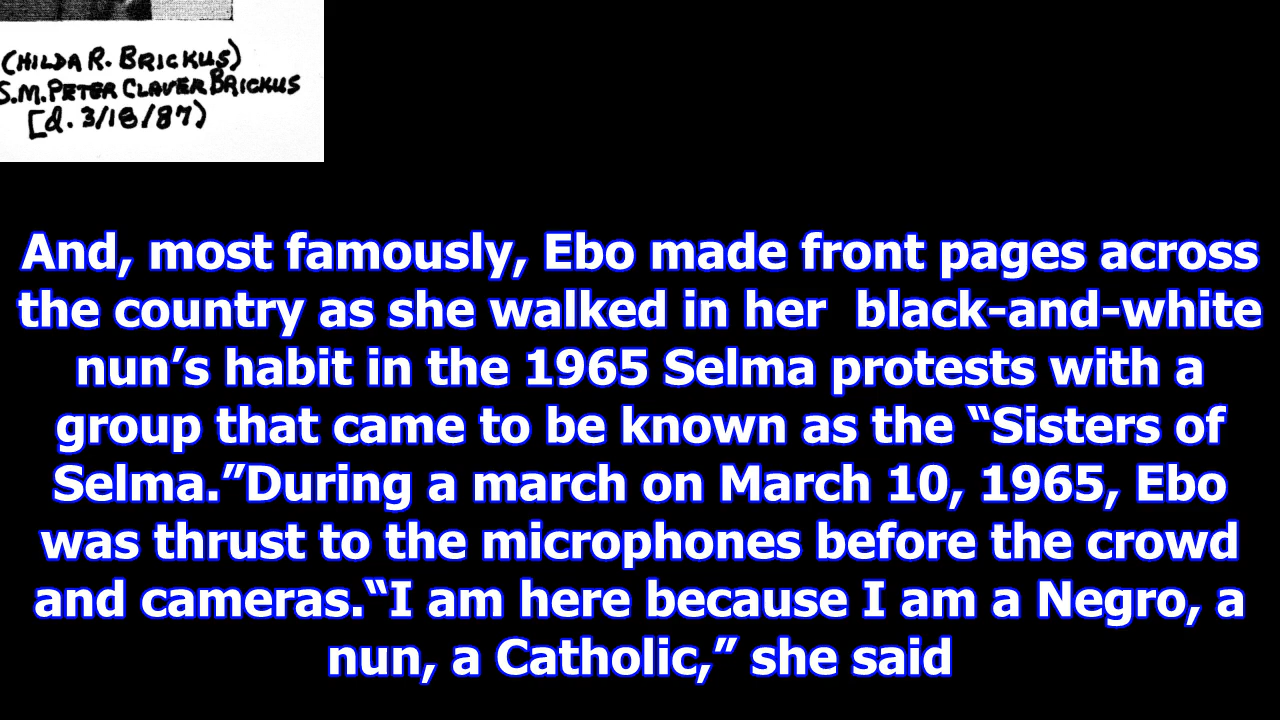 (HILDA R. BRICKUS)
S.M. PETER CLAVER BRICKUS
[d. 3/18/87)
And, most famously, Ebo made front pages across
the country as she walked in her  black-and-white
nun’s habit in the 1965 Selma protests with a
group that came to be known as the “Sisters of
Selma.”During a march on March 10, 1965, Ebo
was thrust to the microphones before the crowd
and cameras.“I am here because I am a Negro, a
nun, a Catholic,” she said